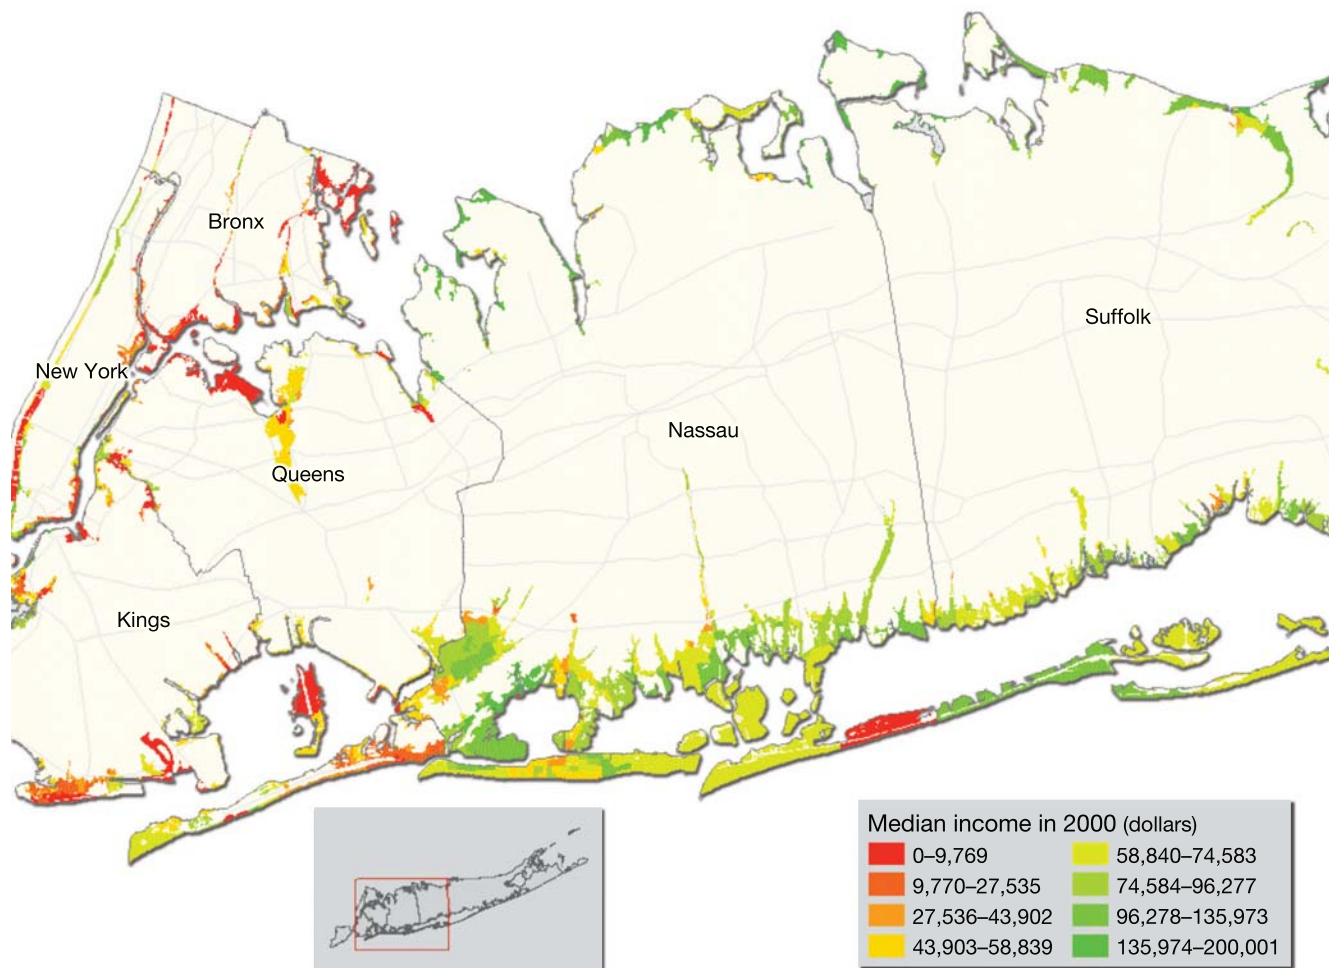 Bronx
Suffolk
New York
Nassau
Queens
Kings
Median income in 2000 (dollars)
0–9,769
9,770–27,535
27,536–43,902
43,903–58,839
58,840–74,583
74,584–96,277
96,278–135,973
135,974–200,001